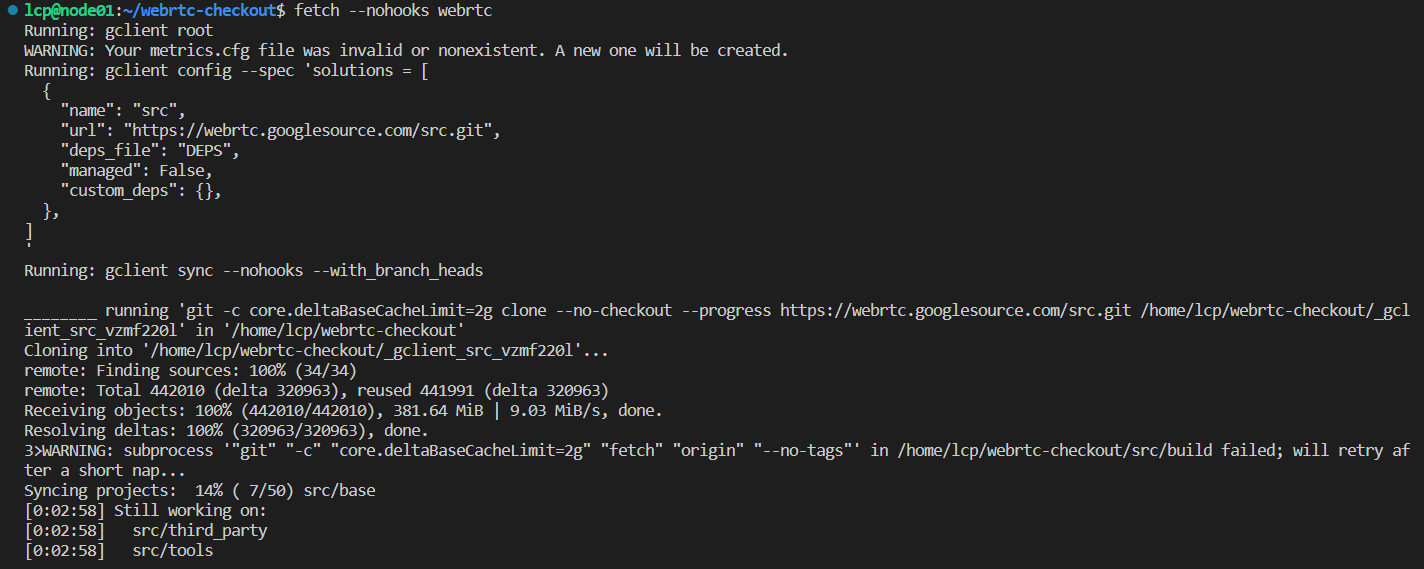 lcp@node01:~/webrtc-checkout$ fetch --nohooks webrtc
Running: gclient root
WARNING: Your metrics.cfg file was invalid or nonexistent. A new one will be created.
Running: gclient config --spec 'solutions = [
  {
    "name": "src",
    "url": "https://webrtc.googlesource.com/src.git",
    "deps_file": "DEPS",
    "managed": False,
    "custom_deps": {},
  },
]
'
Running: gclient sync --nohooks --with_branch_heads
________ running 'git -c core.deltaBaseCacheLimit=2g clone --no-checkout --progress https://webrtc.googlesource.com/src.git /home/lcp/webrtc-checkout/_gcl
ient_src_vzmf220l' in '/home/lcp/webrtc-checkout'
Cloning into '/home/lcp/webrtc-checkout/_gclient_src_vzmf220l'...
remote: Finding sources: 100% (34/34)
remote: Total 442010 (delta 320963), reused 441991 (delta 320963)
Receiving objects: 100% (442010/442010), 381.64 MiB | 9.03 MiB/s, done.
Resolving deltas: 100% (320963/320963), done.
3>WARNING: subprocess '"git" "-c" "core.deltaBaseCacheLimit=2g" "fetch" "origin" "--no-tags"' in /home/lcp/webrtc-checkout/src/build failed; will retry af
ter a short nap...
Syncing projects:  14% ( 7/50) src/base
[0:02:58] Still working on:
[0:02:58]   src/third_party
[0:02:58]   src/tools